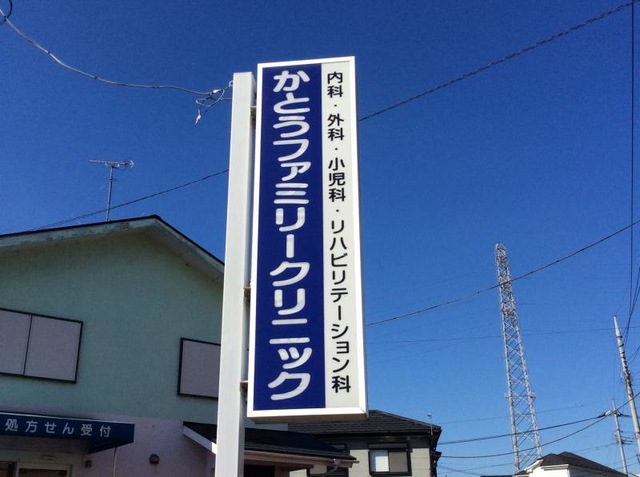 内科・外科・小児科・リハビリテーション科
かとうファミリークリニック
処方せん受付